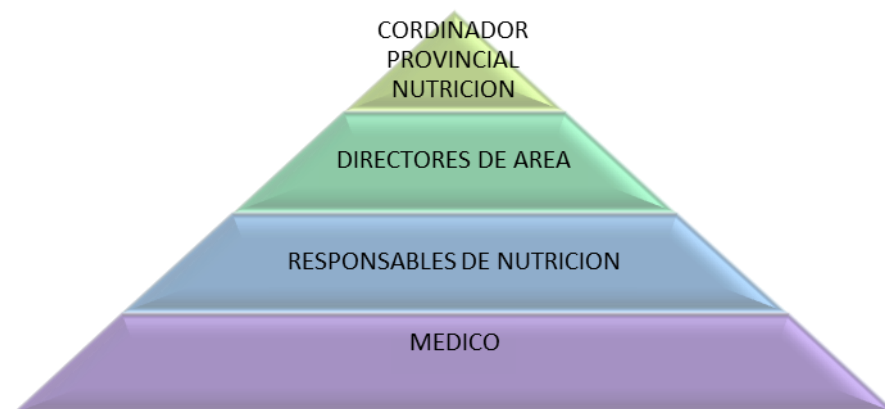 CORDINADOR
PROVINCIAL
NUTRICION
DIRECTORES DE AREA
RESPONSABLES DE NUTRICION
MEDICO